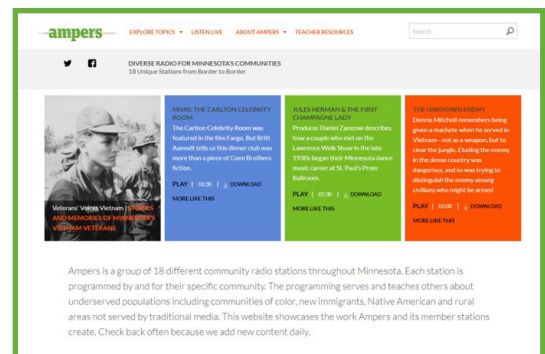 ampers
EXPLORE TOPICS LISTEN LIVE ABOUT AMPERS TEACHER RESOURCES
Search
DIVERSE RADIO FOR MINNESOTA'S COMMUNITIES
18 Unique Stations from Border to Border
Veterans' Voices Vietnam | STORIES
AND MEMORIES OF MINNESOTA'S
VIETNAM VETERANS
MN90: THE CARLTON CELEBRITY
ROOM
The Carlton Celebrity Room was
featured in the film Fargo. But Britt
Aamodt tells us this dinner club was
more than a piece of Coen Brothers
fiction.
PLAY | 01:30 | DOWNLOAD
MORE LIKE THIS
JULES HERMAN & THE FIRST
CHAMPAGNE LADY
Producer Daniel Zamzow describes
how a couple who met on the
Lawrence Welk Show in the late
1930s began their Minnesota dance
music career at St. Paul's Prom
Ballroom.
PLAY | 01:30 | DOWNLOAD
MORE LIKE THIS
THE UNKNOWN ENEMY
Dennis Mitchell remembers being
given a machete when he served in
Vietnam--not as a weapon, but to
clear the jungle. Eluding the enemy
in the dense country was
dangerous, and so was trying to
distinguish the enemy among
civilians who might be armed
PLAY | 02:00 | DOWNLOAD
MORE LIKE THIS
Ampers is a group of 18 different community radio stations throughout Minnesota. Each station is
programmed by and for their specific community. The programming serves and teaches others about
underserved populations including communities of color, new immigrants, Native American and rural
areas not served by traditional media. This website showcases the work Ampers and its member stations
create. Check back often because we add new content daily.